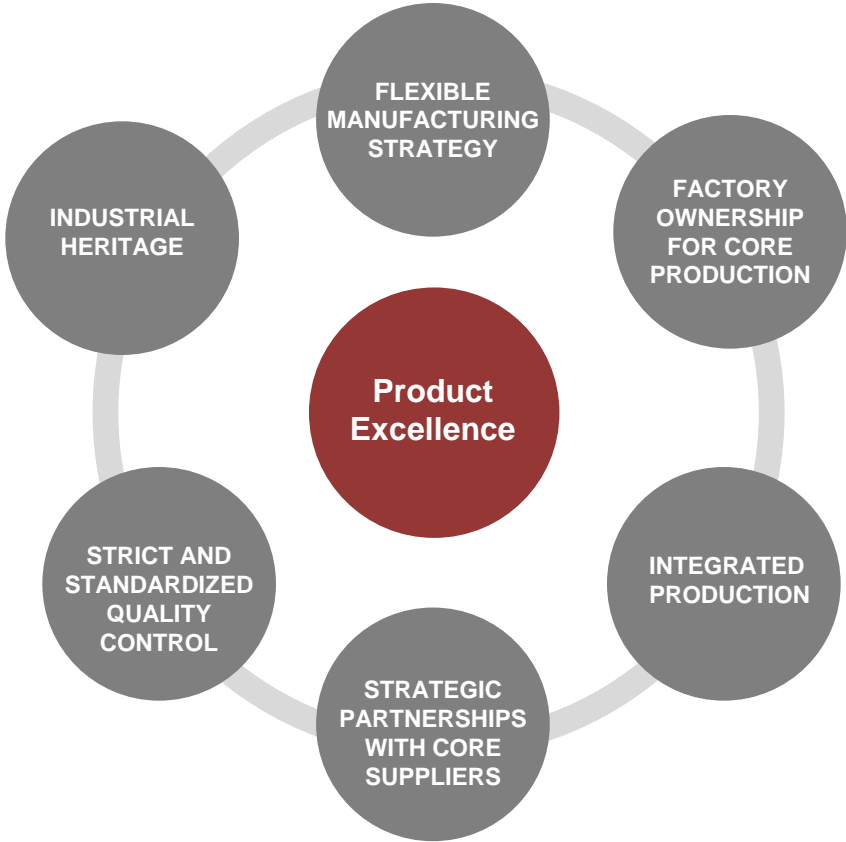 FLEXIBLE
MANUFACTURING
STRATEGY
FACTORY
OWNERSHIP
FOR CORE
PRODUCTION
INTEGRATED
PRODUCTION
STRATEGIC
PARTNERSHIPS
WITH CORE
SUPPLIERS
STRICT AND
STANDARDIZED
QUALITY
CONTROL
INDUSTRIAL
HERITAGE
Product
Excellence